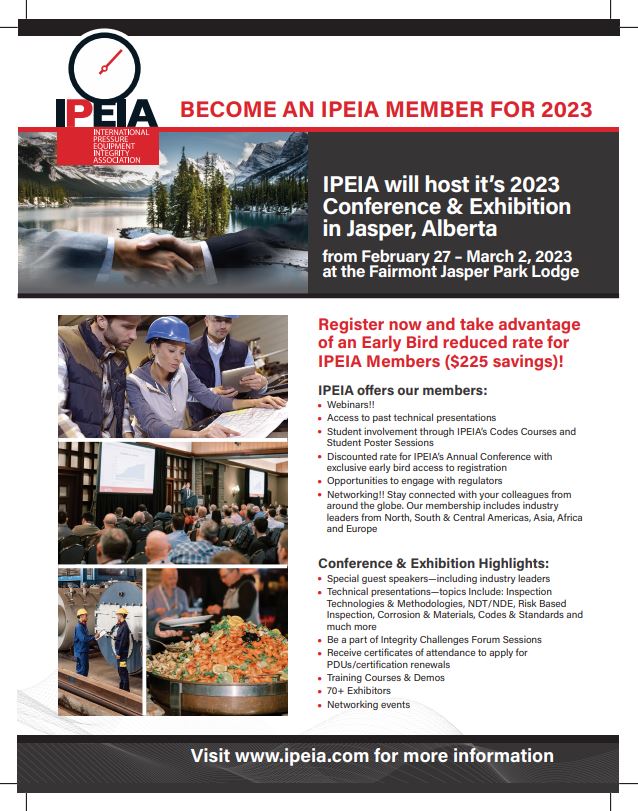 IPEIA
INTERNATIONAL
PRESSURE
EQUIPMENT
INTEGRITY
ASSOCIATION
BECOME AN IPEIA MEMBER FOR 2023
IPEIA will host it's 2023
Conference & Exhibition
in Jasper, Alberta
from February 27 – March 2, 2023
at the Fairmont Jasper Park Lodge
Register now and take advantage
of an Early Bird reduced rate for
IPEIA Members ($225 savings)!
IPEIA offers our members:
• Webinars!!
• Access to past technical presentations
• Student involvement through IPEIA's Codes Courses and
Student Poster Sessions
• Discounted rate for IPEIA's Annual Conference with
exclusive early bird access to registration
• Opportunities to engage with regulators
• Networking!! Stay connected with your colleagues from
around the globe. Our membership includes industry
leaders from North, South & Central Americas, Asia, Africa
and Europe
Conference & Exhibition Highlights:
• Special guest speakers—including industry leaders
• Technical presentations—topics Include: Inspection
Technologies & Methodologies, NDT/NDE, Risk Based
Inspection, Corrosion & Materials, Codes & Standards and
much more
• Be a part of Integrity Challenges Forum Sessions
• Receive certificates of attendance to apply for
PDUs/certification renewals
• Training Courses & Demos
• 70+ Exhibitors
• Networking events
Visit www.ipeia.com for more information